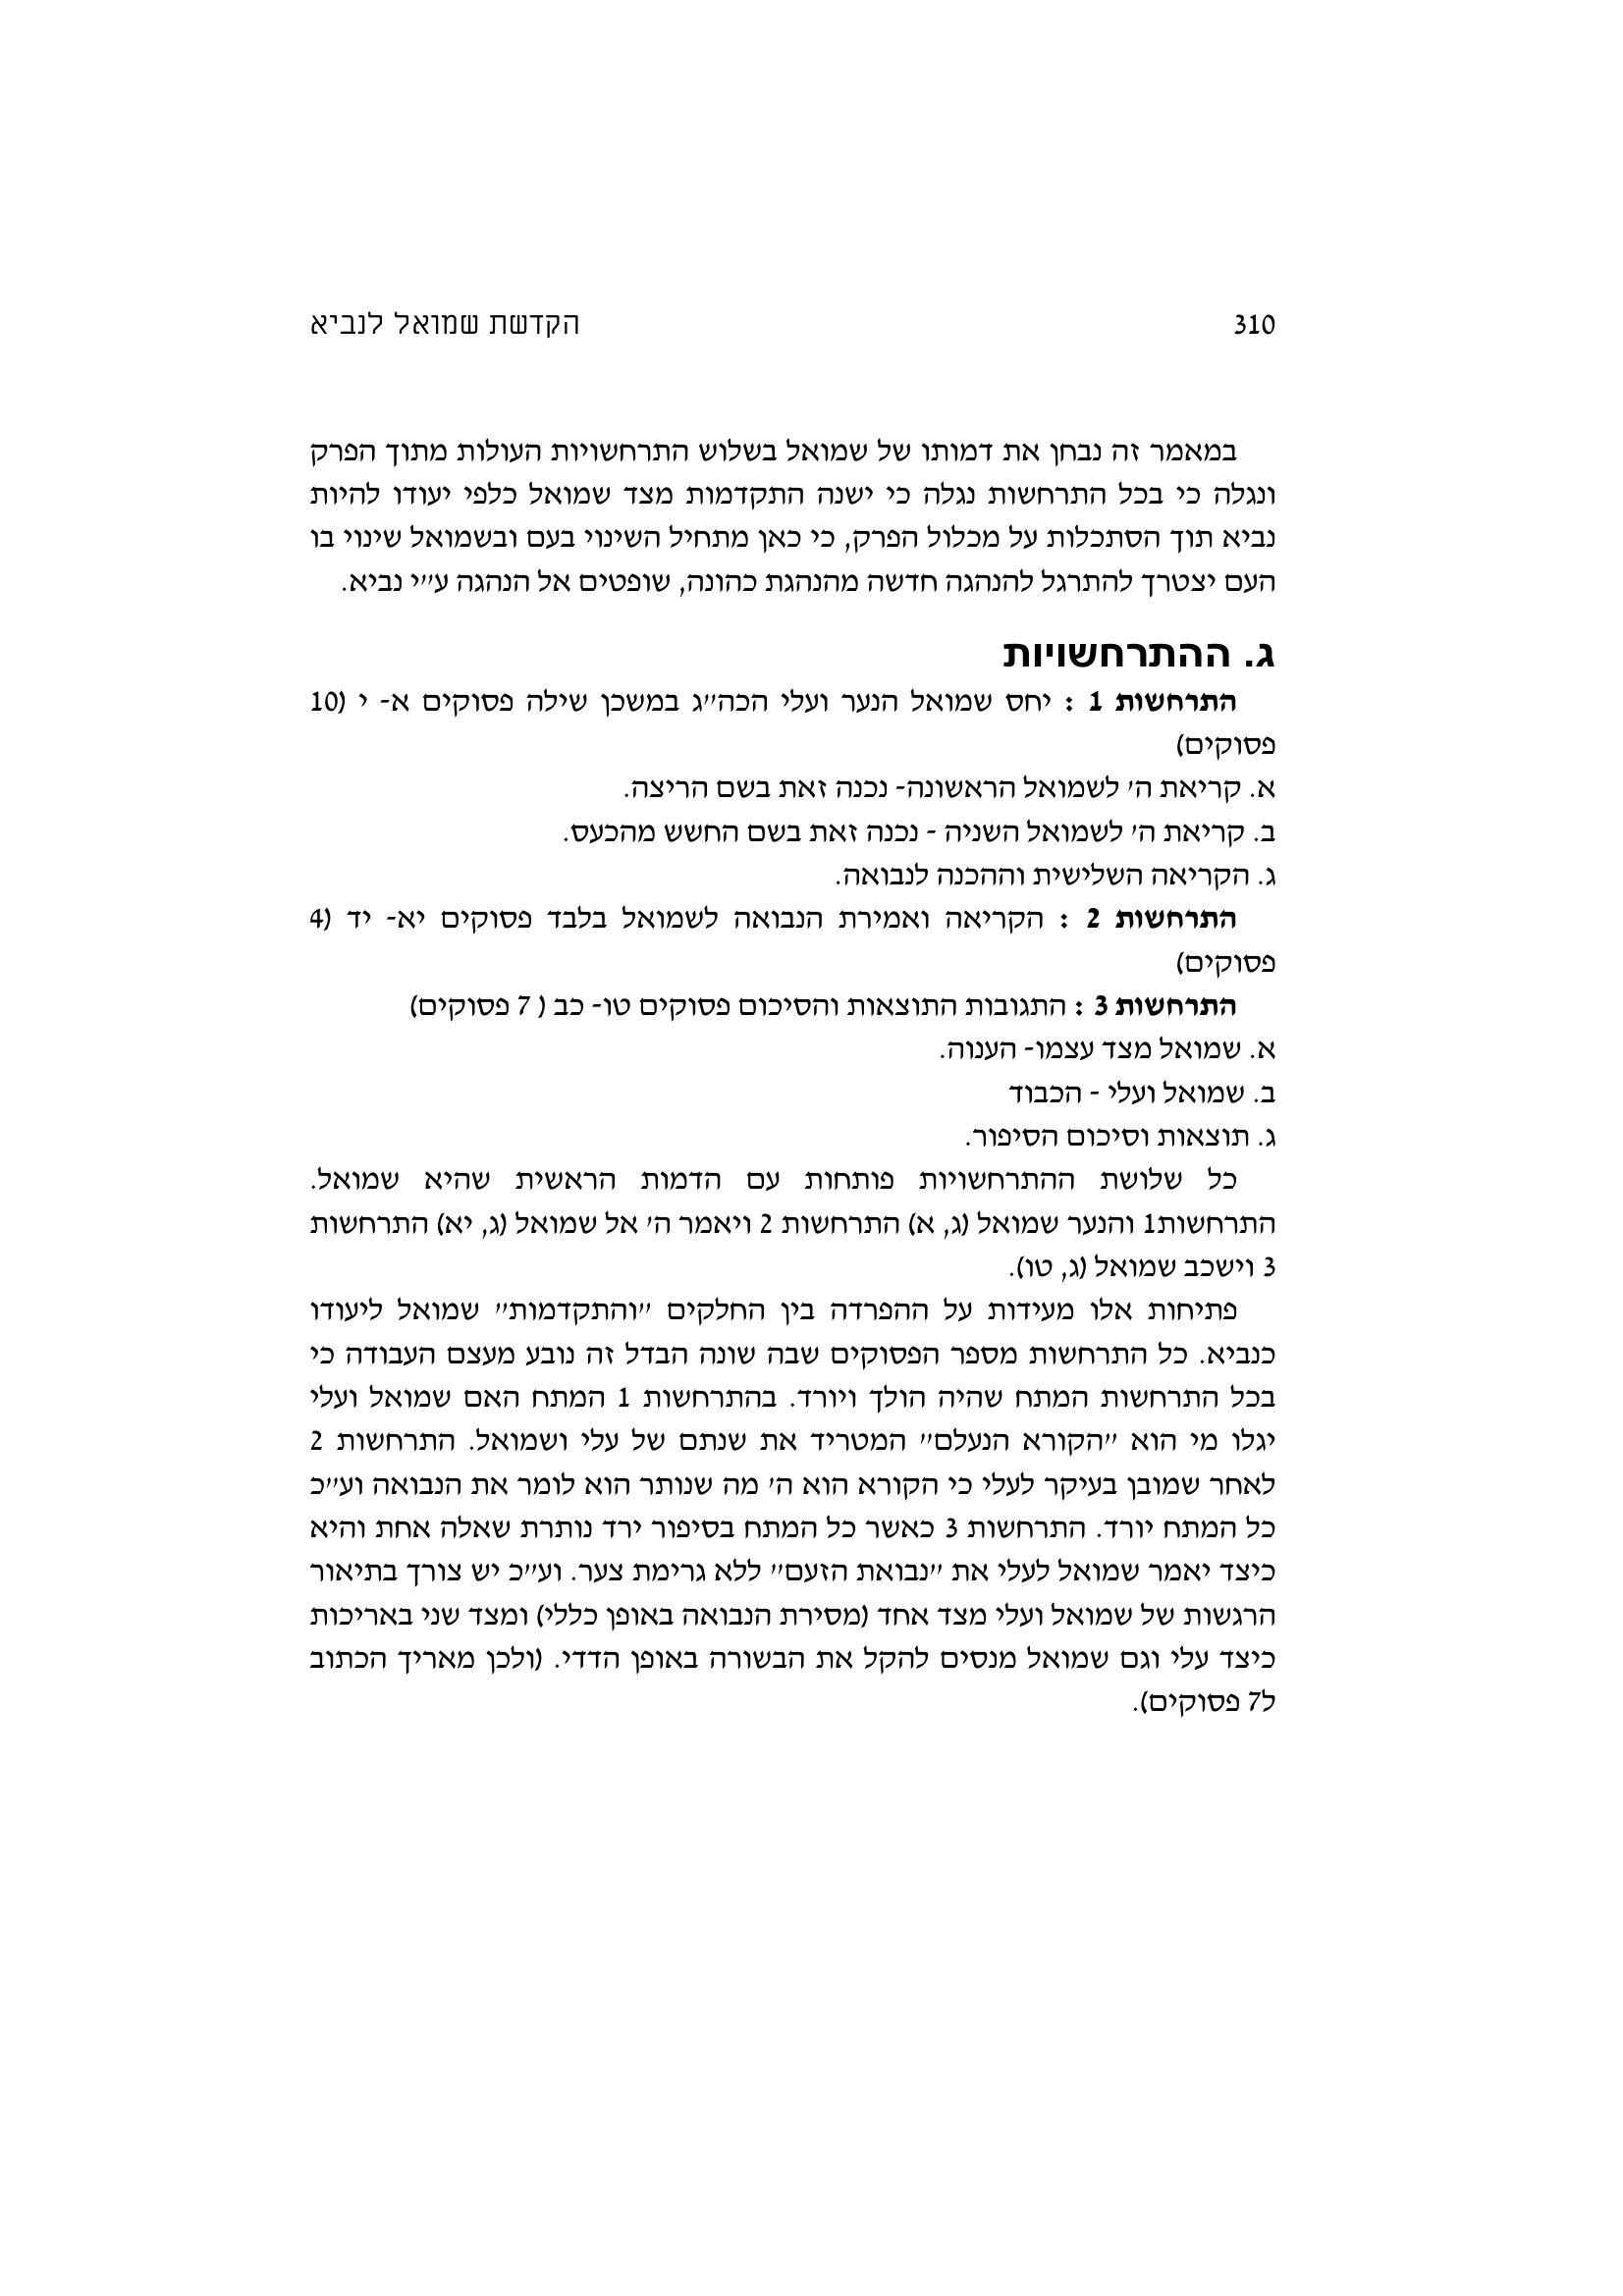 310 הקדשת שמואל לנביא
במאמר זה נבחן את דמותו של שמואל בשלוש התרחשויות העולות מתוך הפרק
ונגלה כי בכל התרחשות נגלה כי ישנה התקדמות מצד שמואל כלפי יעודו להיות
נביא תוך הסתכלות על מכלול הפרק, כי כאן מתחיל השינוי בעם ובשמואל שינוי בו
העם יצטרך להתרגל להנהגה חדשה מהנהגת כהונה, שופטים אל הנהגה ע״י נביא.
ג. ההתרחשויות
התרחשות 1 : יחס שמואל הנער ועלי הכה״ג במשכן שילה פסוקים א- י (10
פסוקים)
א. קריאת ה׳ לשמואל הראשונה- נכנה זאת בשם הריצה.
ב. קריאת ה׳ לשמואל השניה - נכנה זאת בשם החשש מהכעס.
ג. הקריאה השלישית וההכנה לנבואה.
התרחשות 2 : הקריאה ואמירת הנבואה לשמואל בלבד פסוקים יא- יד (4
פסוקים)
התרחשות 3 : התגובות התוצאות והסיכום פסוקים טו- כב ( 7 פסוקים)
א. שמואל מצד עצמו- הענוה.
ב. שמואל ועלי - הכבוד
ג. תוצאות וסיכום הסיפור.
כל שלושת ההתרחשויות פותחות עם הדמות הראשית שהיא שמואל.
התרחשות1 והנער שמואל (ג, א) התרחשות 2 ויאמר ה׳ אל שמואל (ג, יא) התרחשות
3 וישכב שמואל (ג, טו).
פתיחות אלו מעידות על ההפרדה בין החלקים ״והתקדמות״ שמואל ליעודו
כנביא. כל התרחשות מספר הפסוקים שבה שונה הבדל זה נובע מעצם העבודה כי
בכל התרחשות המתח שהיה הולך ויורד. בהתרחשות 1 המתח האם שמואל ועלי
יגלו מי הוא ״הקורא הנעלם״ המטריד את שנתם של עלי ושמואל. התרחשות 2
לאחר שמובן בעיקר לעלי כי הקורא הוא ה׳ מה שנותר הוא לומר את הנבואה וע״כ
כל המתח יורד. התרחשות 3 כאשר כל המתח בסיפור ירד נותרת שאלה אחת והיא
כיצד יאמר שמואל לעלי את ״נבואת הזעם״ ללא גרימת צער. וע״כ יש צורך בתיאור
הרגשות של שמואל ועלי מצד אחד (מסירת הנבואה באופן כללי) ומצד שני באריכות
כיצד עלי וגם שמואל מנסים להקל את הבשורה באופן הדדי. (ולכן מאריך הכתוב
ל7 פסוקים).